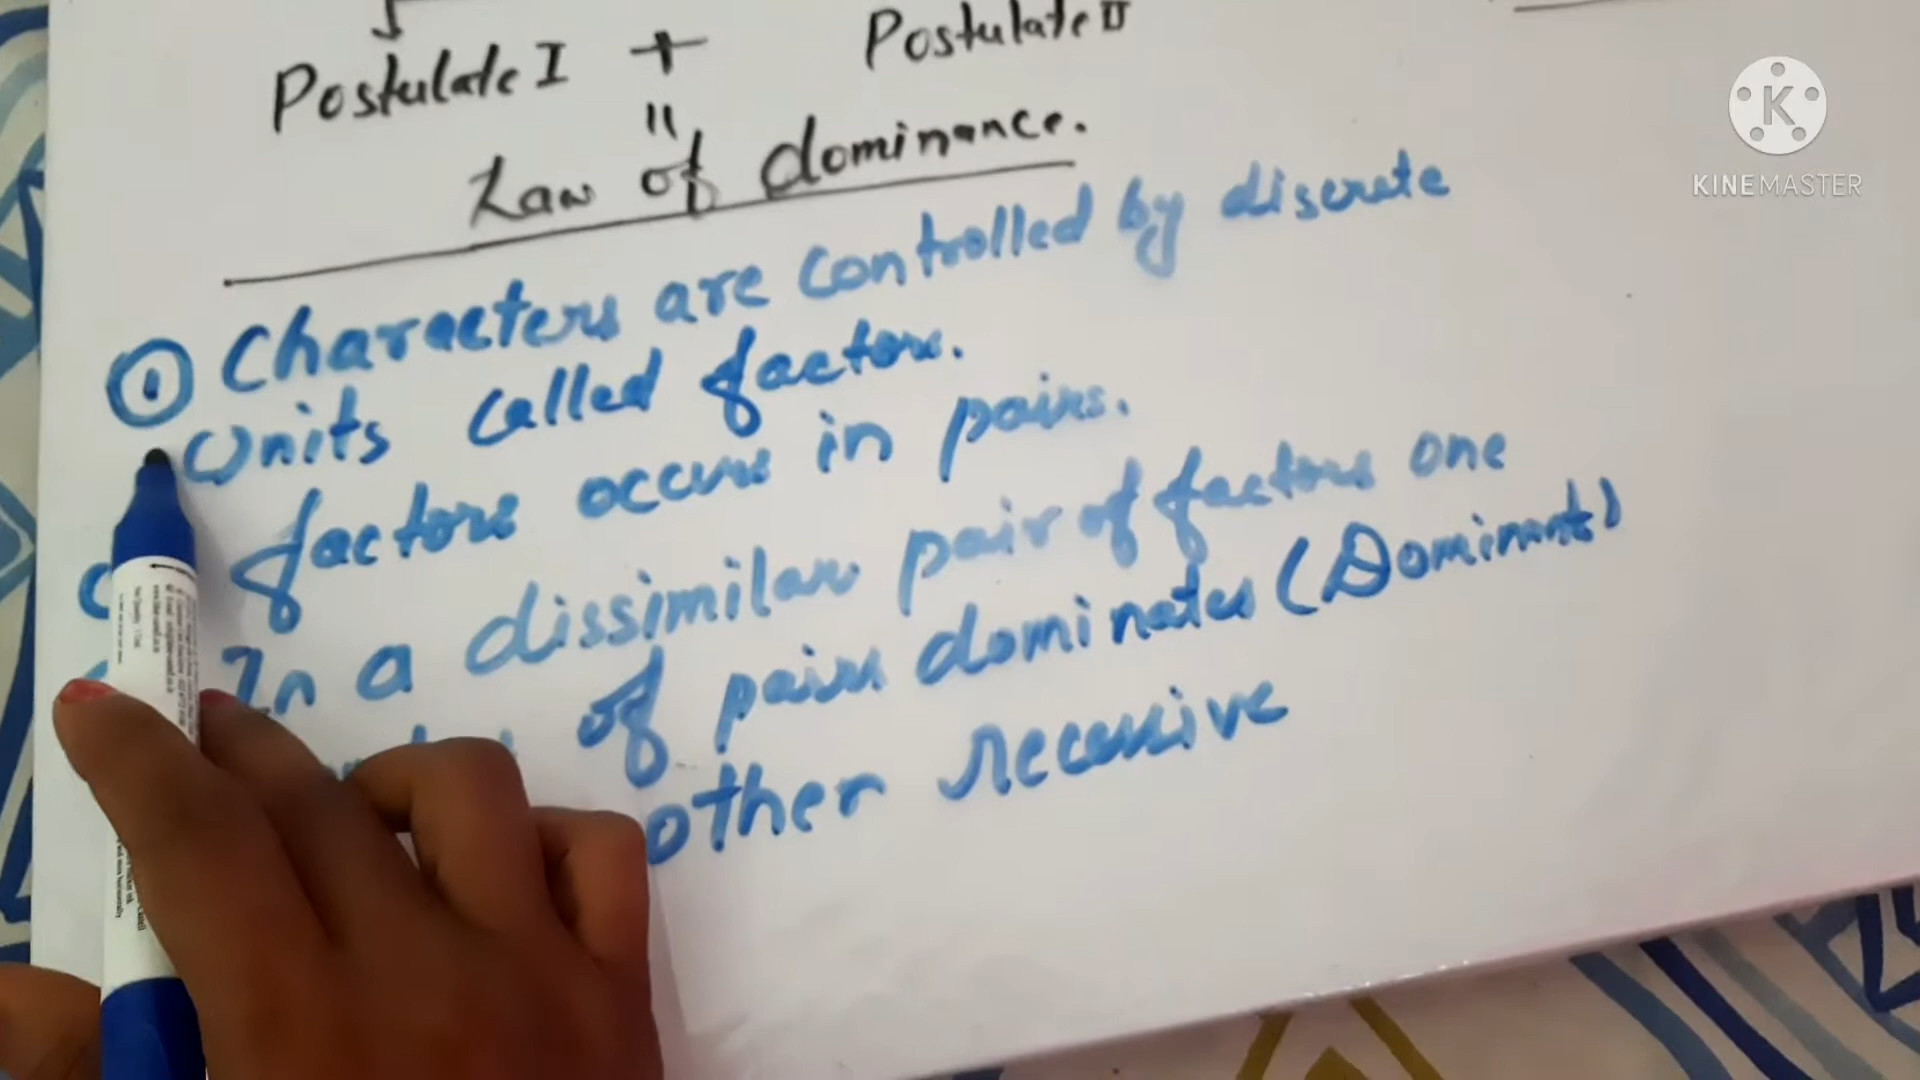 Postulate I + Postulate II
"
Law of dominance.
① Characters are controlled by discrete
Units called factors.
factors occurs in pairs.
In a dissimilar pair of factors one
of pairs dominates (Dominant)
other recessive
K
KINEMASTER